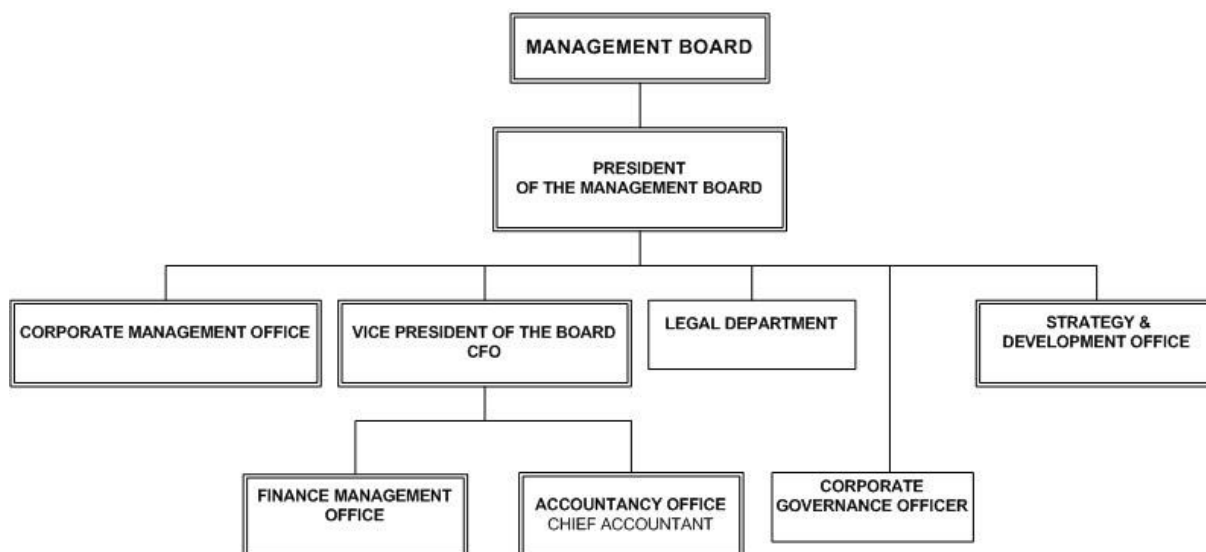 MANAGEMENT BOARD
PRESIDENT
OF THE MANAGEMENT BOARD
CORPORATE MANAGEMENT OFFICE
VICE PRESIDENT OF THE BOARD
CFO
LEGAL DEPARTMENT
STRATEGY &
DEVELOPMENT OFFICE
FINANCE MANAGEMENT
OFFICE
ACCOUNTANCY OFFICE
CHIEF ACCOUNTANT
CORPORATE
GOVERNANCE OFFICER